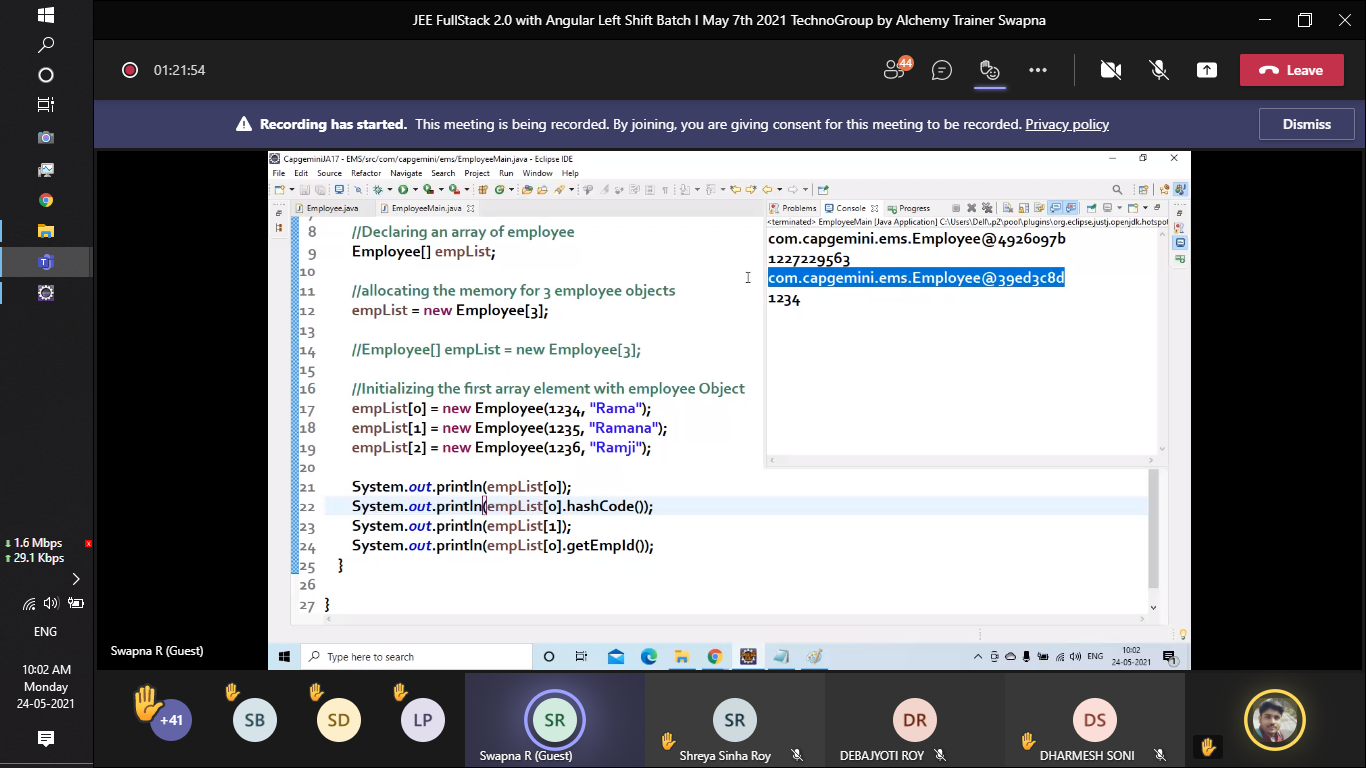 JEE FullStack 2.0 with Angular Left Shift Batch I May 7th 2021 TechnoGroup by Alchemy Trainer Swapna
01:21:54
44
Leave
Recording has started. This meeting is being recorded. By joining, you are giving consent for this meeting to be recorded. Privacy policy
Dismiss
CapgeminiJA17 - EMS/src/com/capgemini/ems/EmployeeMain.java - Eclipse IDE
File Edit Source Refactor Navigate Search Project Run Window Help
Employee.java
EmployeeMain.java
7
8 //Declaring an array of employee
9 Employee[] empList;
10
11 //allocating the memory for 3 employee objects
12 empList = new Employee[3];
13
14 //Employee[] empList = new Employee[3];
15
16 //Initializing the first array element with employee Object
17 empList[0] = new Employee(1234, "Rama");
18 empList[1] = new Employee(1235, "Ramana");
19 empList[2] = new Employee(1236, "Ramji");
20
21 System.out.println(empList[0]);
22 System.out.println(empList[0].hashCode());
23 System.out.println(empList[1]);
24 System.out.println(empList[0].getEmpId());
25 }
26
27 }
Problems Console Progress
<terminated> EmployeeMain [Java Application] C:\Users\Dell\.p2\pool\plugins\org.eclipse.justj.openjdk.hotspot
com.capgemini.ems.Employee@4926097b
1227229563
com.capgemini.ems.Employee@39ed3c8d
1234
Swapna R (Guest)
Type here to search
ENG
10:02
24-05-2021
1
1.6 Mbps
29.1 Kbps
ENG
10:02 AM
Monday
24-05-2021
+41
SB
SD
LP
SR
Swapna R (Guest)
SR
Shreya Sinha Roy
DR
DEBAJYOTI ROY
DS
DHARMESH SONI